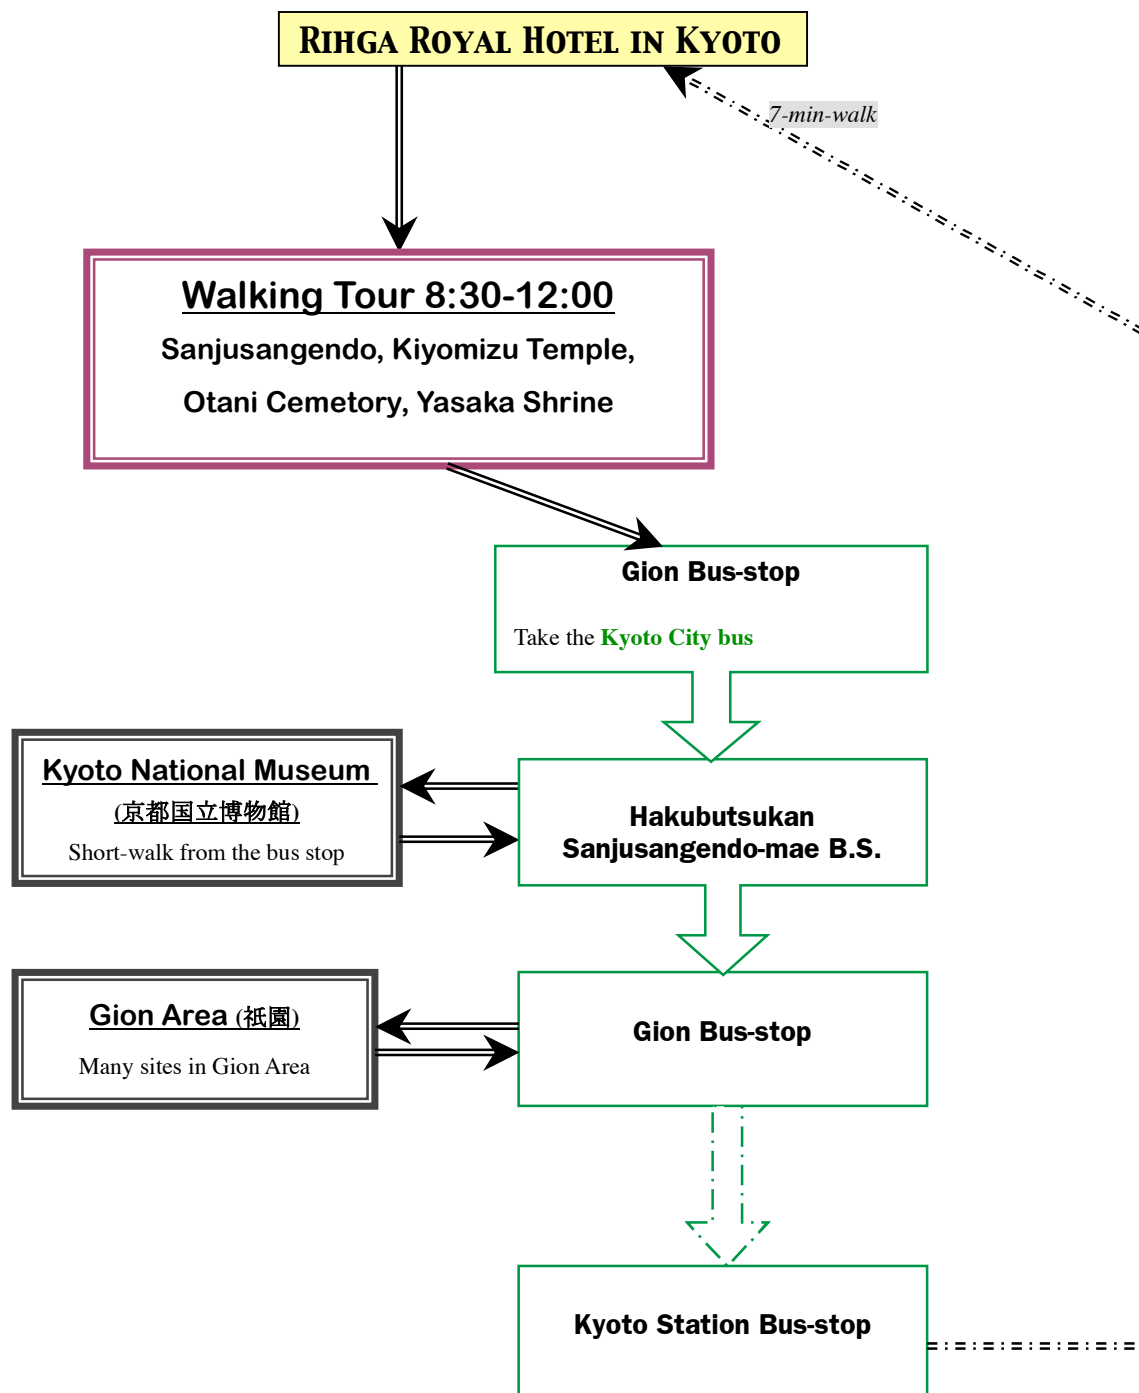 RIHGA ROYAL HOTEL IN KYOTO
7-min-walk
Walking Tour 8:30-12:00
Sanjusangendo, Kiyomizu Temple,
Otani Cemetory, Yasaka Shrine
Gion Bus-stop
Take the Kyoto City bus
Kyoto National Museum
(京都国立博物館)
Short-walk from the bus stop
Hakubutsukan
Sanjusangendo-mae B.S.
Gion Area (祇園)
Many sites in Gion Area
Gion Bus-stop
Kyoto Station Bus-stop